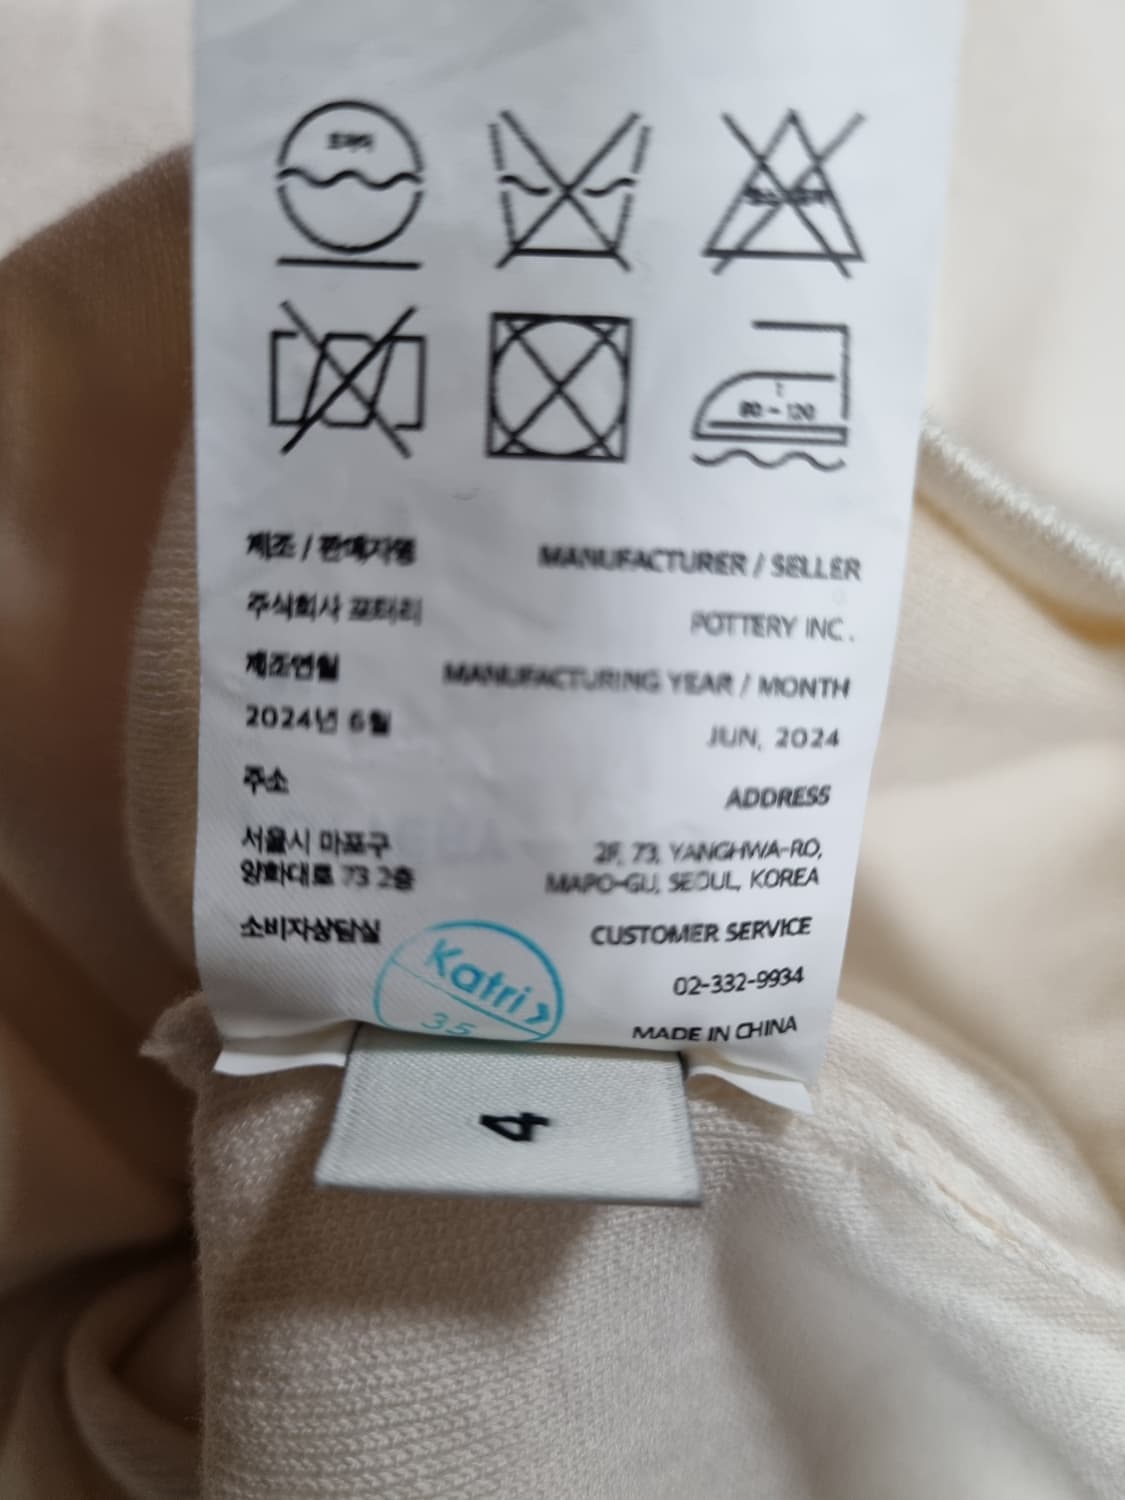 80 - 120
제조 / 판매자명 MANUFACTURER / SELLER
주식회사 포터리 POTTERY INC.
제조연월 MANUFACTURING YEAR / MONTH
2024년 6월 JUN, 2024
주소 ADDRESS
서울시 마포구 2F, 73, YANGHWA-RO,
양화대로 73 2층 MAPO-GU, SEOUL, KOREA
소비자상담실 CUSTOMER SERVICE
02-332-9934
Katri
35
MADE IN CHINA
4